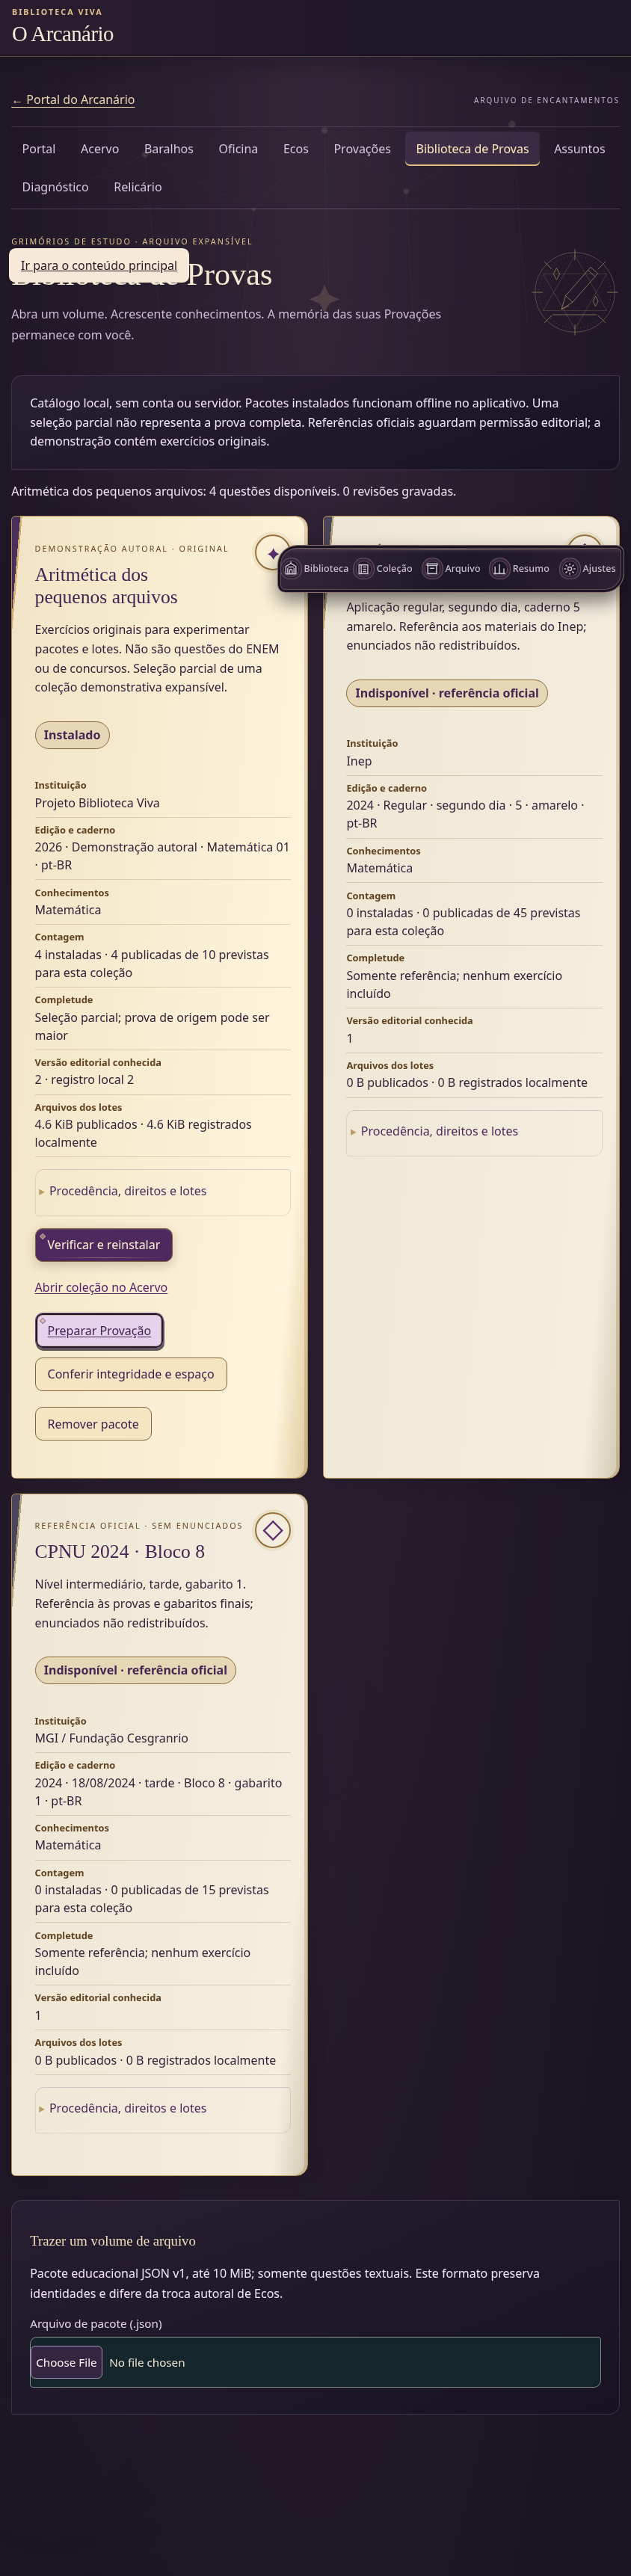 BIBLIOTECA VIVA
O Arcanário
← Portal do Arcanário
ARQUIVO DE ENCANTAMENTOS
Portal Acervo Baralhos Oficina Ecos Provações Biblioteca de Provas Assuntos
Diagnóstico Relicário
GRIMÓRIOS DE ESTUDO · ARQUIVO EXPANSÍVEL
Ir para o conteúdo principal
Provas
Abra um volume. Acrescente conhecimentos. A memória das suas Provações
permanece com você.
Catálogo local, sem conta ou servidor. Pacotes instalados funcionam offline no aplicativo. Uma
seleção parcial não representa a prova completa. Referências oficiais aguardam permissão editorial; a
demonstração contém exercícios originais.
Aritmética dos pequenos arquivos: 4 questões disponíveis. 0 revisões gravadas.
DEMONSTRAÇÃO AUTORAL · ORIGINAL
Aritmética dos
pequenos arquivos
Exercícios originais para experimentar
pacotes e lotes. Não são questões do ENEM
ou de concursos. Seleção parcial de uma
coleção demonstrativa expansível.
Instalado
Instituição
Projeto Biblioteca Viva
Edição e caderno
2026 · Demonstração autoral · Matemática 01
· pt-BR
Conhecimentos
Matemática
Contagem
4 instaladas · 4 publicadas de 10 previstas
para esta coleção
Completude
Seleção parcial; prova de origem pode ser
maior
Versão editorial conhecida
2 · registro local 2
Arquivos dos lotes
4.6 KiB publicados · 4.6 KiB registrados
localmente
Procedência, direitos e lotes
Verificar e reinstalar
Abrir coleção no Acervo
Preparar Provação
Conferir integridade e espaço
Remover pacote
Biblioteca Coleção Arquivo Resumo Ajustes
Aplicação regular, segundo dia, caderno 5
amarelo. Referência aos materiais do Inep;
enunciados não redistribuídos.
Indisponível · referência oficial
Instituição
Inep
Edição e caderno
2024 · Regular · segundo dia · 5 · amarelo ·
pt-BR
Conhecimentos
Matemática
Contagem
0 instaladas · 0 publicadas de 45 previstas
para esta coleção
Completude
Somente referência; nenhum exercício
incluído
Versão editorial conhecida
1
Arquivos dos lotes
0 B publicados · 0 B registrados localmente
Procedência, direitos e lotes
REFERÊNCIA OFICIAL · SEM ENUNCIADOS
CPNU 2024 · Bloco 8
Nível intermediário, tarde, gabarito 1.
Referência às provas e gabaritos finais;
enunciados não redistribuídos.
Indisponível · referência oficial
Instituição
MGI / Fundação Cesgranrio
Edição e caderno
2024 · 18/08/2024 · tarde · Bloco 8 · gabarito
1 · pt-BR
Conhecimentos
Matemática
Contagem
0 instaladas · 0 publicadas de 15 previstas
para esta coleção
Completude
Somente referência; nenhum exercício
incluído
Versão editorial conhecida
1
Arquivos dos lotes
0 B publicados · 0 B registrados localmente
Procedência, direitos e lotes
Trazer um volume de arquivo
Pacote educacional JSON v1, até 10 MiB; somente questões textuais. Este formato preserva
identidades e difere da troca autoral de Ecos.
Arquivo de pacote (.json)
Choose File No file chosen